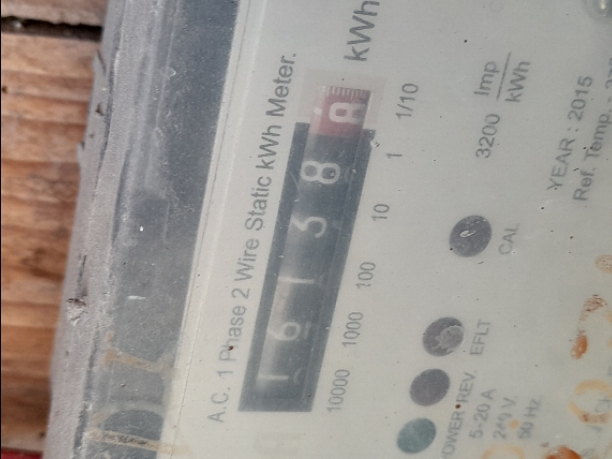 A.C. 1 Phase 2 Wire Static kWh Meter.
1 6 1 3 8 8 kWh
10000 1000 100 10 1 1/10
3200 Imp/kWh
EFLT CAL
REV.
5-20 A
YEAR : 2015
50 Hz.
Ref. Temp.